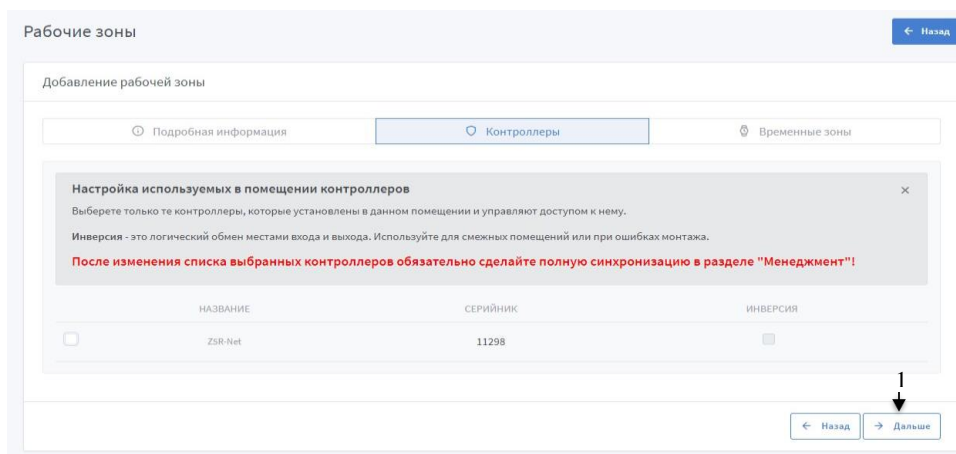 Рабочие зоны
← Назад
Добавление рабочей зоны
Подробная информация
Контроллеры
Временные зоны
Настройка используемых в помещении контроллеров
×
Выберете только те контроллеры, которые установлены в данном помещении и управляют доступом к нему.
Инверсия - это логический обмен местами входа и выхода. Используйте для смежных помещений или при ошибках монтажа.
После изменения списка выбранных контроллеров обязательно сделайте полную синхронизацию в разделе "Менеджмент"!
НАЗВАНИЕ СЕРИЙНИК ИНВЕРСИЯ
ZSR-Net 11298
1
← Назад → Дальше